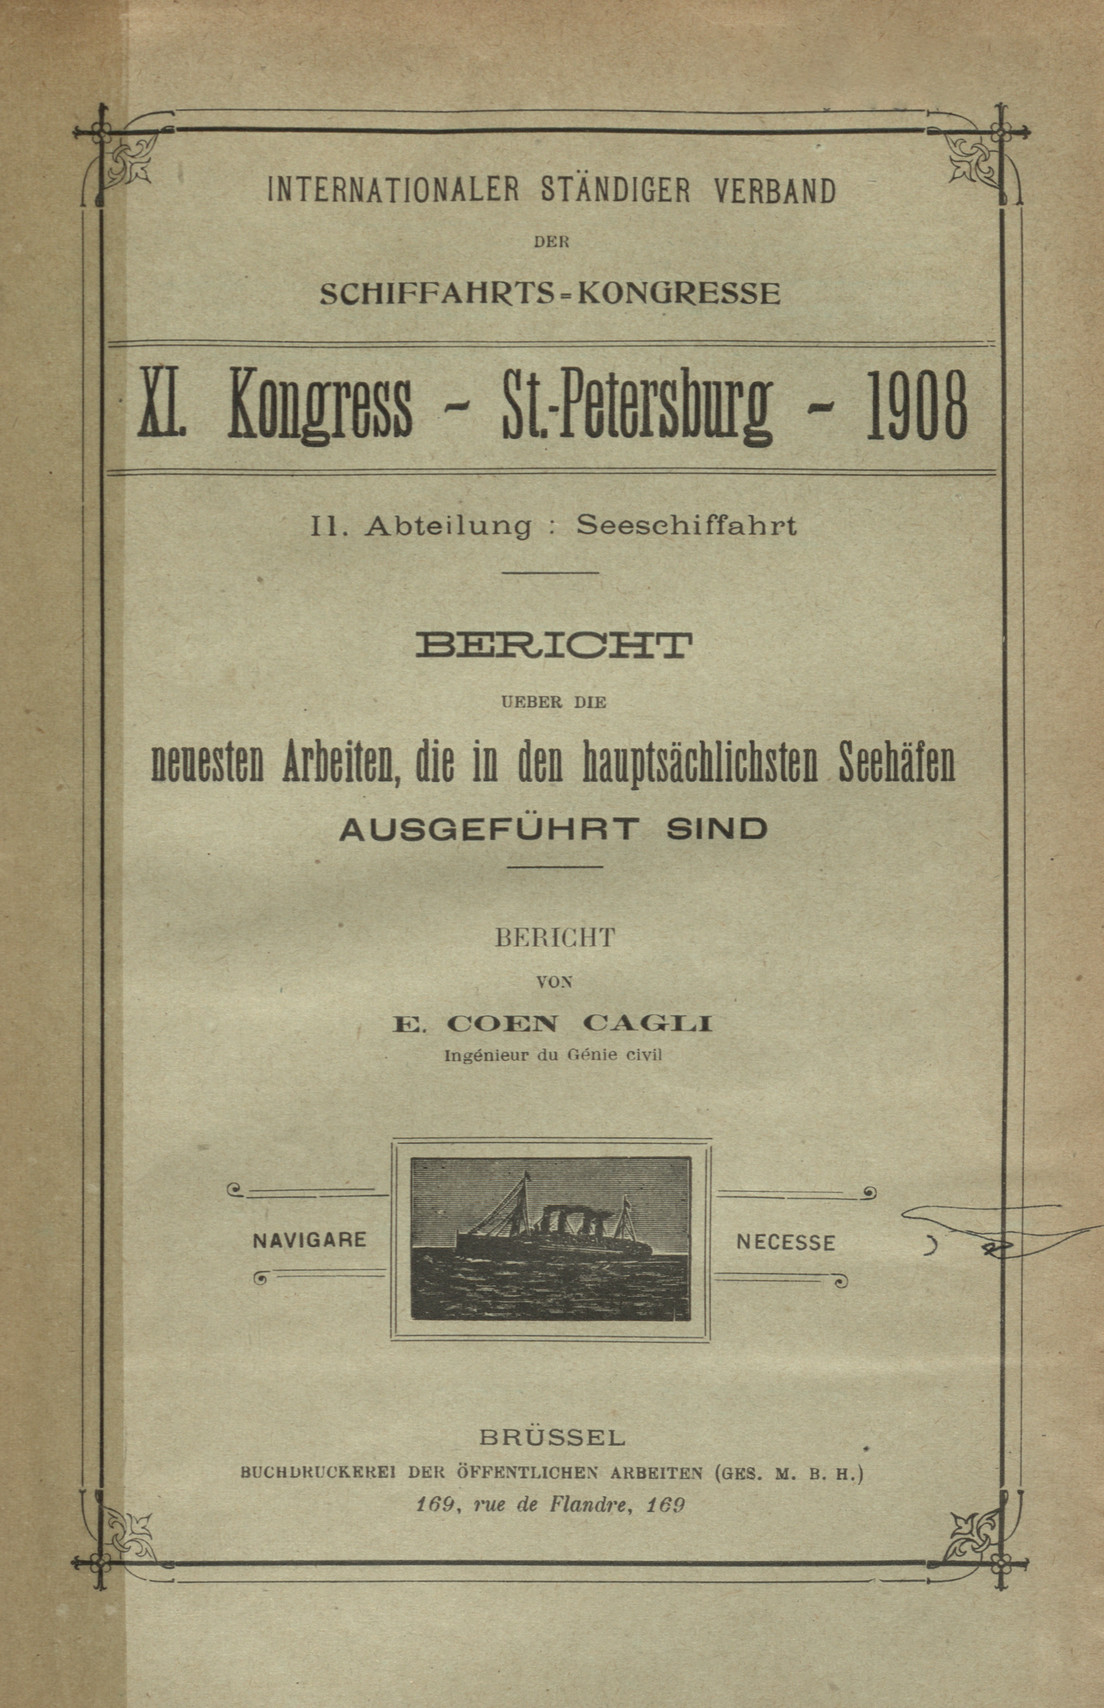 INTERNATIONALER STÄNDIGER VERBAND
DER
SCHIFFAHRTS=KONGRESSE
XI. Kongress - St.-Petersburg - 1908
II. Abteilung : Seeschiffahrt
BERICHT
UEBER DIE
neuesten Arbeiten, die in den hauptsächlichsten Seehäfen
AUSGEFÜHRT SIND
BERICHT
VON
E. COEN CAGLI
Ingénieur du Génie civil
NAVIGARE NECESSE
BRÜSSEL
BUCHDRUCKEREI DER ÖFFENTLICHEN ARBEITEN (GES. M. B. H.)
169, rue de Flandre, 169